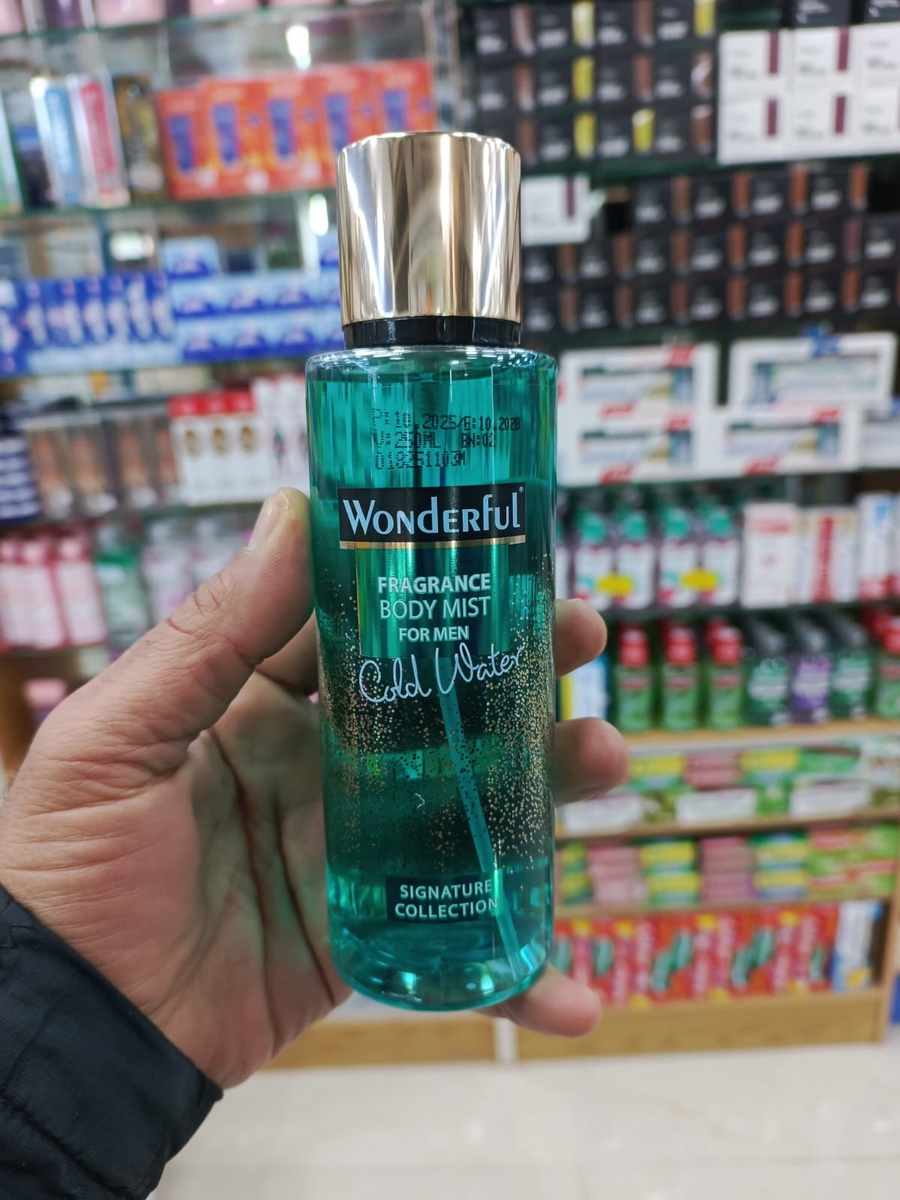 P:10.2025/E:10.2028
V:250ML BN:02
Wonderful®
FRAGRANCE
BODY MIST
FOR MEN
Cold Water
SIGNATURE
COLLECTION